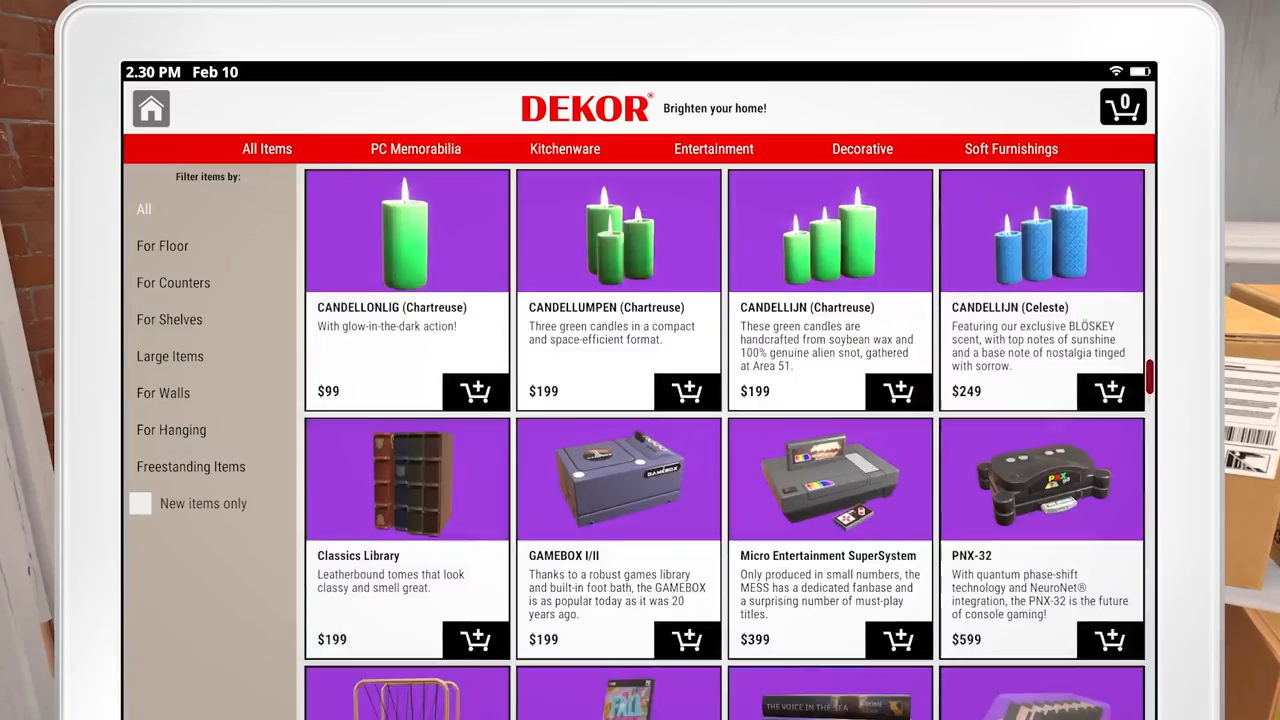 2.30 PM Feb 10
DEKOR®
Brighten your home!
0
All Items
PC Memorabilia
Kitchenware
Entertainment
Decorative
Soft Furnishings
Filter items by:
All
For Floor
For Counters
For Shelves
Large Items
For Walls
For Hanging
Freestanding Items
New items only
CANDELLONLIG (Chartreuse)
With glow-in-the-dark action!
$99
CANDELLUMPEN (Chartreuse)
Three green candles in a compact
and space-efficient format.
$199
CANDELLIJN (Chartreuse)
These green candles are
handcrafted from soybean wax and
100% genuine alien snot, gathered
at Area 51.
$199
CANDELLIJN (Celeste)
Featuring our exclusive BLÖSKEY
scent, with top notes of sunshine
and a base note of nostalgia tinged
with sorrow.
$249
Classics Library
Leatherbound tomes that look
classy and smell great.
$199
GAMEBOX
GAMEBOX I/II
Thanks to a robust games library
and built-in foot bath, the GAMEBOX
is as popular today as it was 20
years ago.
$199
Micro Entertainment SuperSystem
Only produced in small numbers, the
MESS has a dedicated fanbase and
a surprising number of must-play
titles.
$399
PNX-32
With quantum phase-shift
technology and NeuroNet®
integration, the PNX-32 is the future
of console gaming!
$599
FALL
THE VOICE IN THE SEA